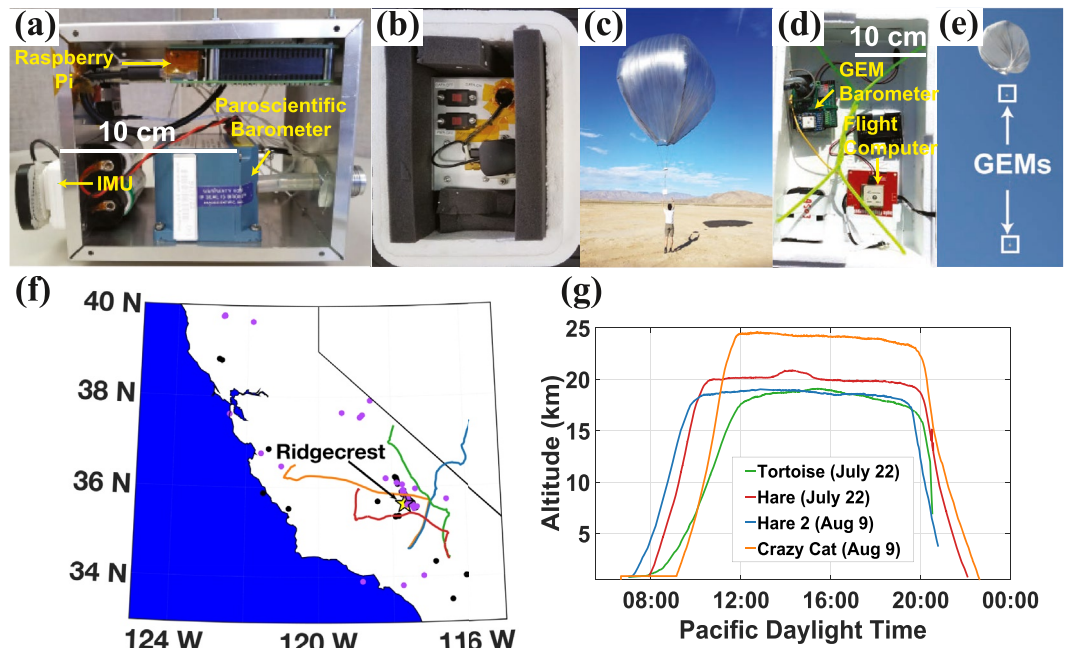 (a)
(b)
(c)
(d)
(e)
Raspberry
Pi
Paroscientific
Barometer
10 cm
IMU
10 cm
GEM
Barometer
Flight
Computer
GEMs
(f)
40 N
38 N
36 N
34 N
Ridgecrest
124 W
120 W
116 W
(g)
25
20
15
10
5
Altitude (km)
Tortoise (July 22)
Hare (July 22)
Hare 2 (Aug 9)
Crazy Cat (Aug 9)
08:00
12:00
16:00
20:00
00:00
Pacific Daylight Time